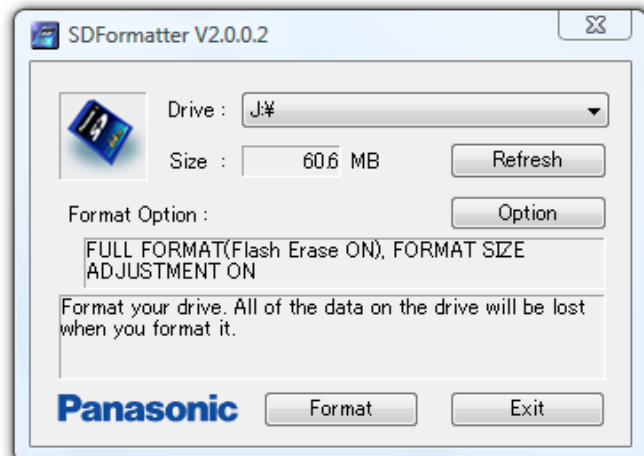 SDFormatter V2.0.0.2
Drive : J:¥
Size : 60.6 MB Refresh
Format Option : Option
FULL FORMAT(Flash Erase ON), FORMAT SIZE
ADJUSTMENT ON
Format your drive. All of the data on the drive will be lost
when you format it.
Panasonic Format Exit